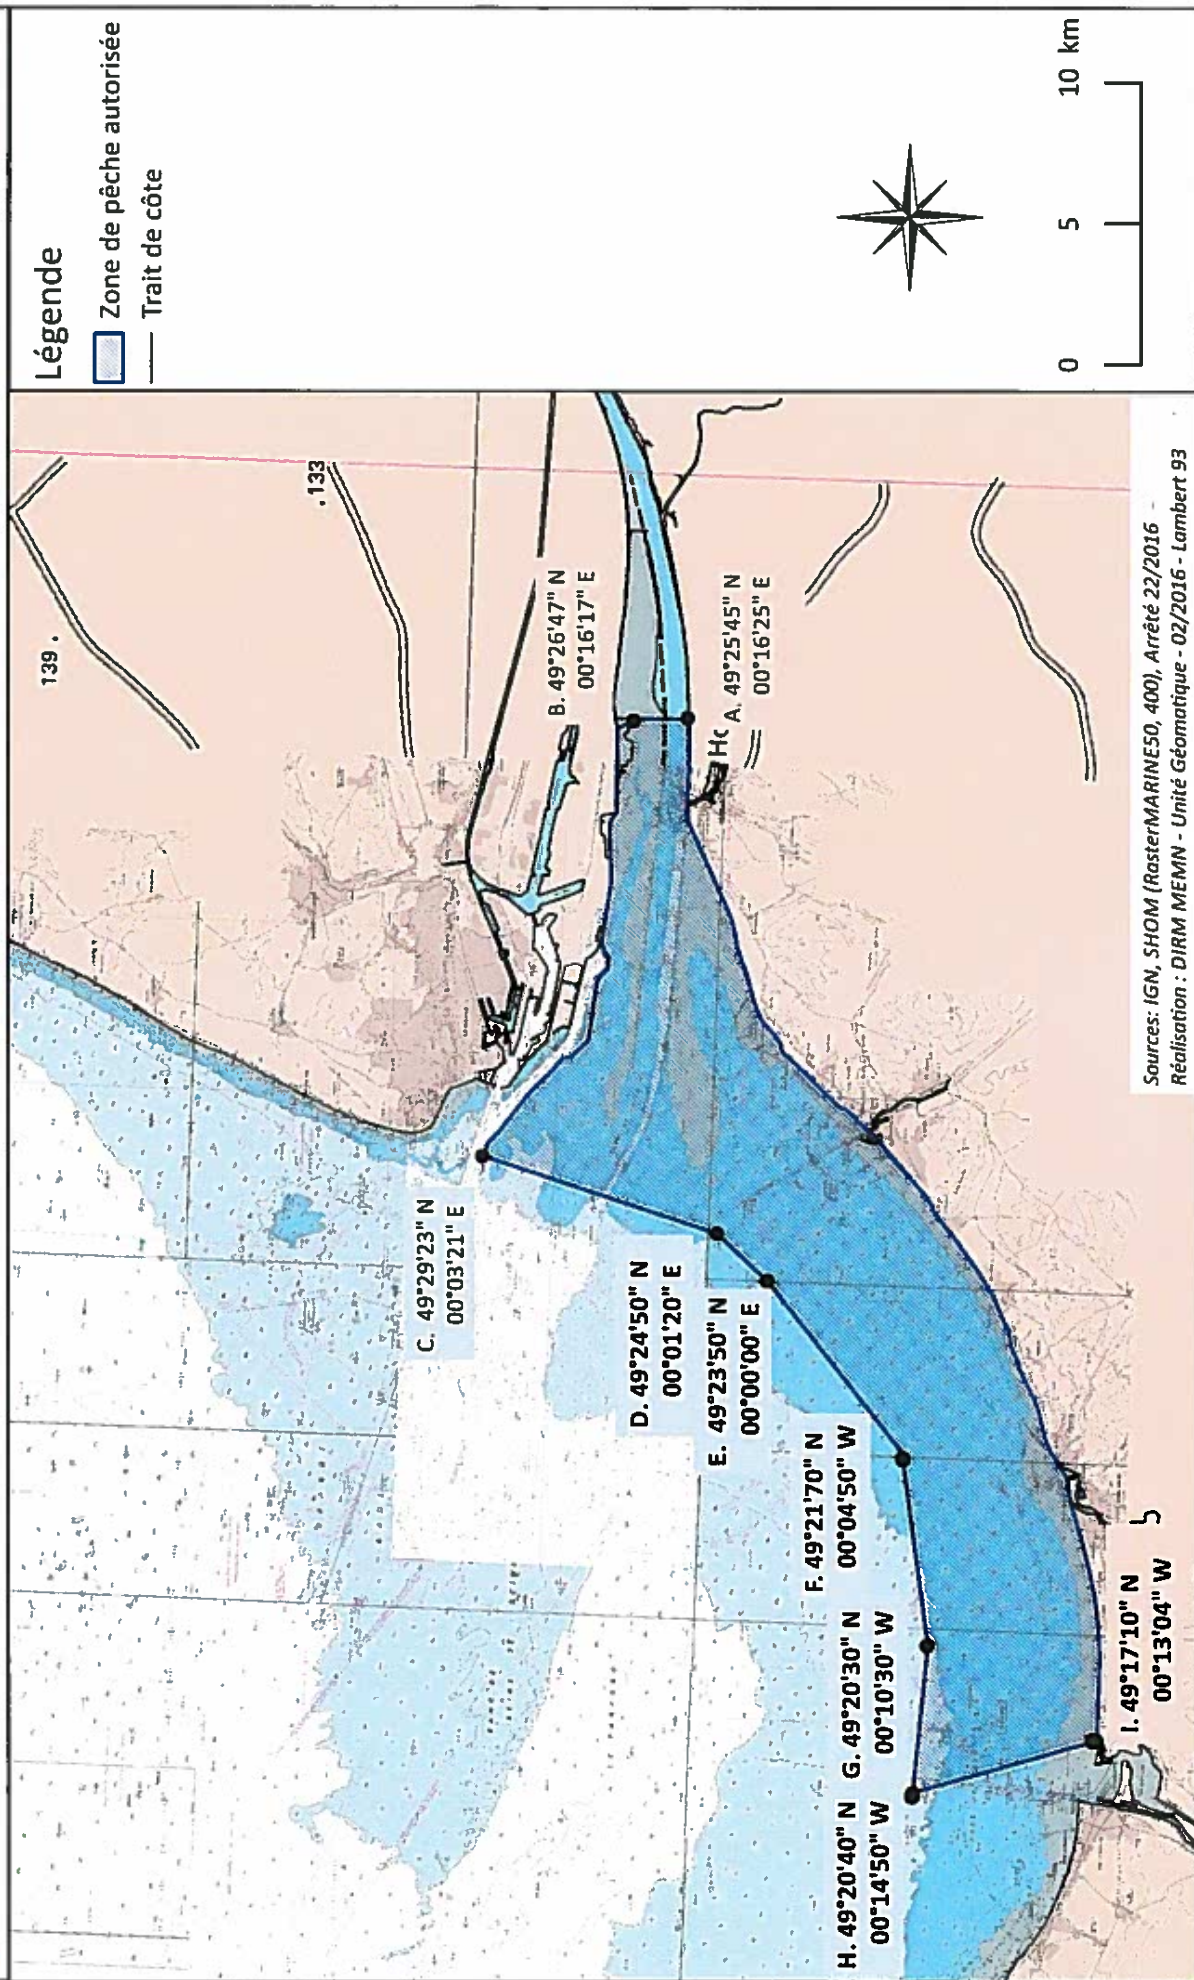 Légende
Zone de pêche autorisée
Trait de côte
0 5 10 km
139
133
B. 49°26'47" N
00°16'17" E
A. 49°25'45" N
00°16'25" E
C. 49°29'23" N
00°03'21" E
D. 49°24'50" N
00°01'20" E
E. 49°23'50" N
00°00'00" E
F. 49°21'70" N
00°04'50" W
G. 49°20'30" N
00°10'30" W
H. 49°20'40" N
00°14'50" W
I. 49°17'10" N
00°13'04" W
Sources: IGN, SHOM (RasterMARINE50, 400), Arrêté 22/2016 -
Réalisation : DIRM MEMN - Unité Géomatique - 02/2016 - Lambert 93